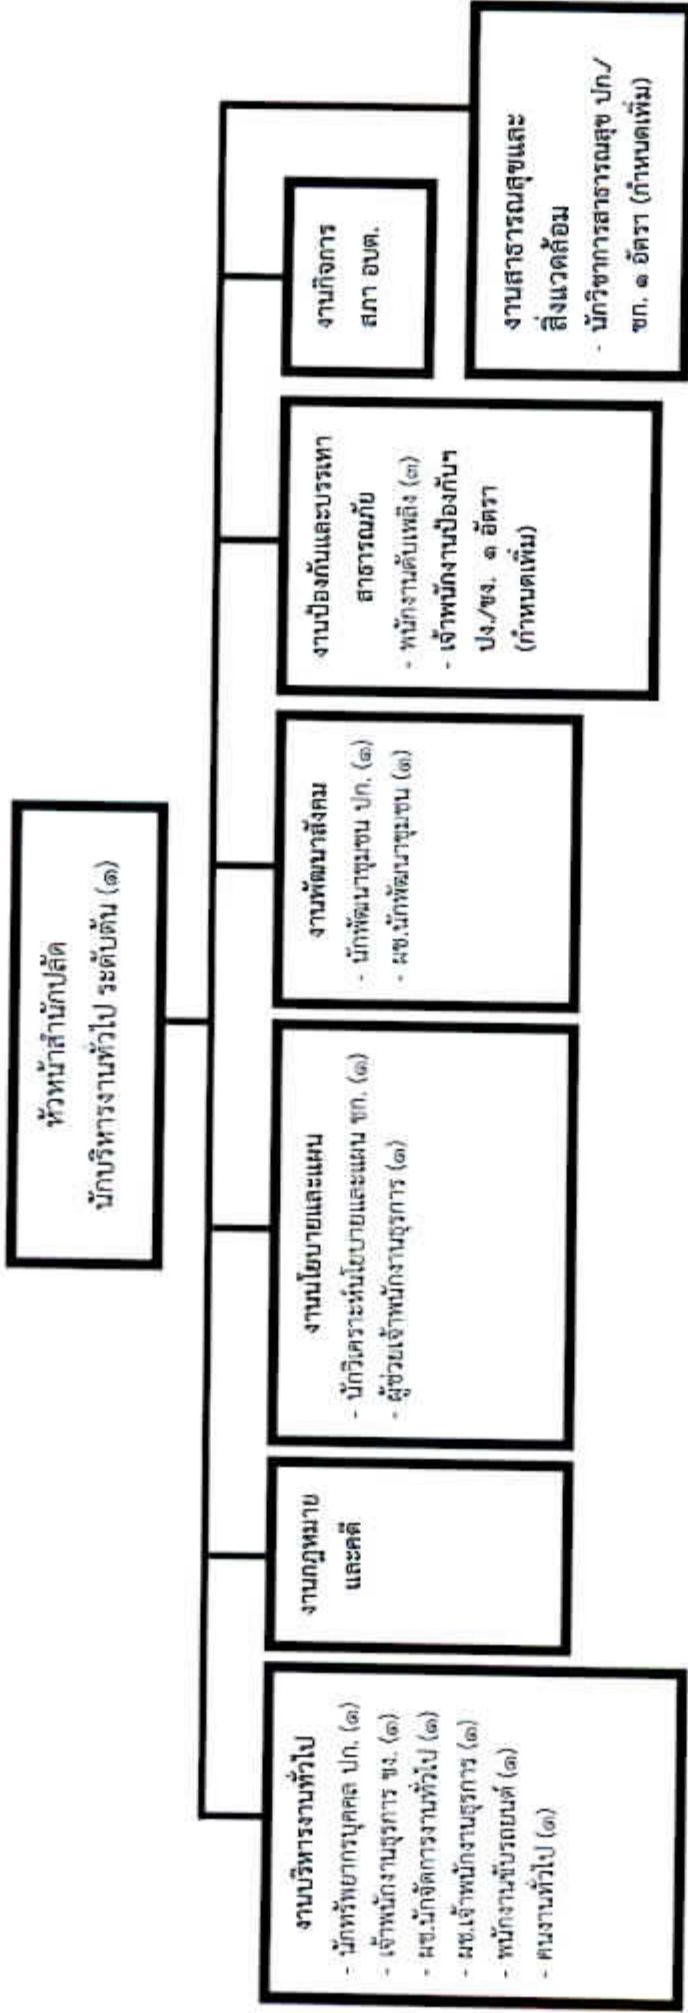 หัวหน้าสำนักปลัด
นักบริหารงานทั่วไป ระดับต้น (๑)
งานบริหารงานทั่วไป
- นักทรัพยากรบุคคล ปก. (๑)
- เจ้าพนักงานธุรการ ชง. (๑)
- ผช.นักจัดการงานทั่วไป (๑)
- ผช.เจ้าพนักงานธุรการ (๑)
- พนักงานขับรถยนต์ (๑)
- คนงานทั่วไป (๑)
งานกฎหมาย
และคดี
งานนโยบายและแผน
- นักวิเคราะห์นโยบายและแผน ชก. (๑)
- ผู้ช่วยเจ้าพนักงานธุรการ (๑)
งานพัฒนาสังคม
- นักพัฒนาชุมชน ปก. (๑)
- ผช.นักพัฒนาชุมชน (๑)
งานป้องกันและบรรเทา
สาธารณภัย
- พนักงานดับเพลิง (๓)
- เจ้าพนักงานป้องกันฯ
ปง./ชง. ๑ อัตรา
(กำหนดเพิ่ม)
งานกิจการ
สภา อบต.
งานสาธารณสุขและ
สิ่งแวดล้อม
- นักวิชาการสาธารณสุข ปก./
ชก. ๑ อัตรา (กำหนดเพิ่ม)